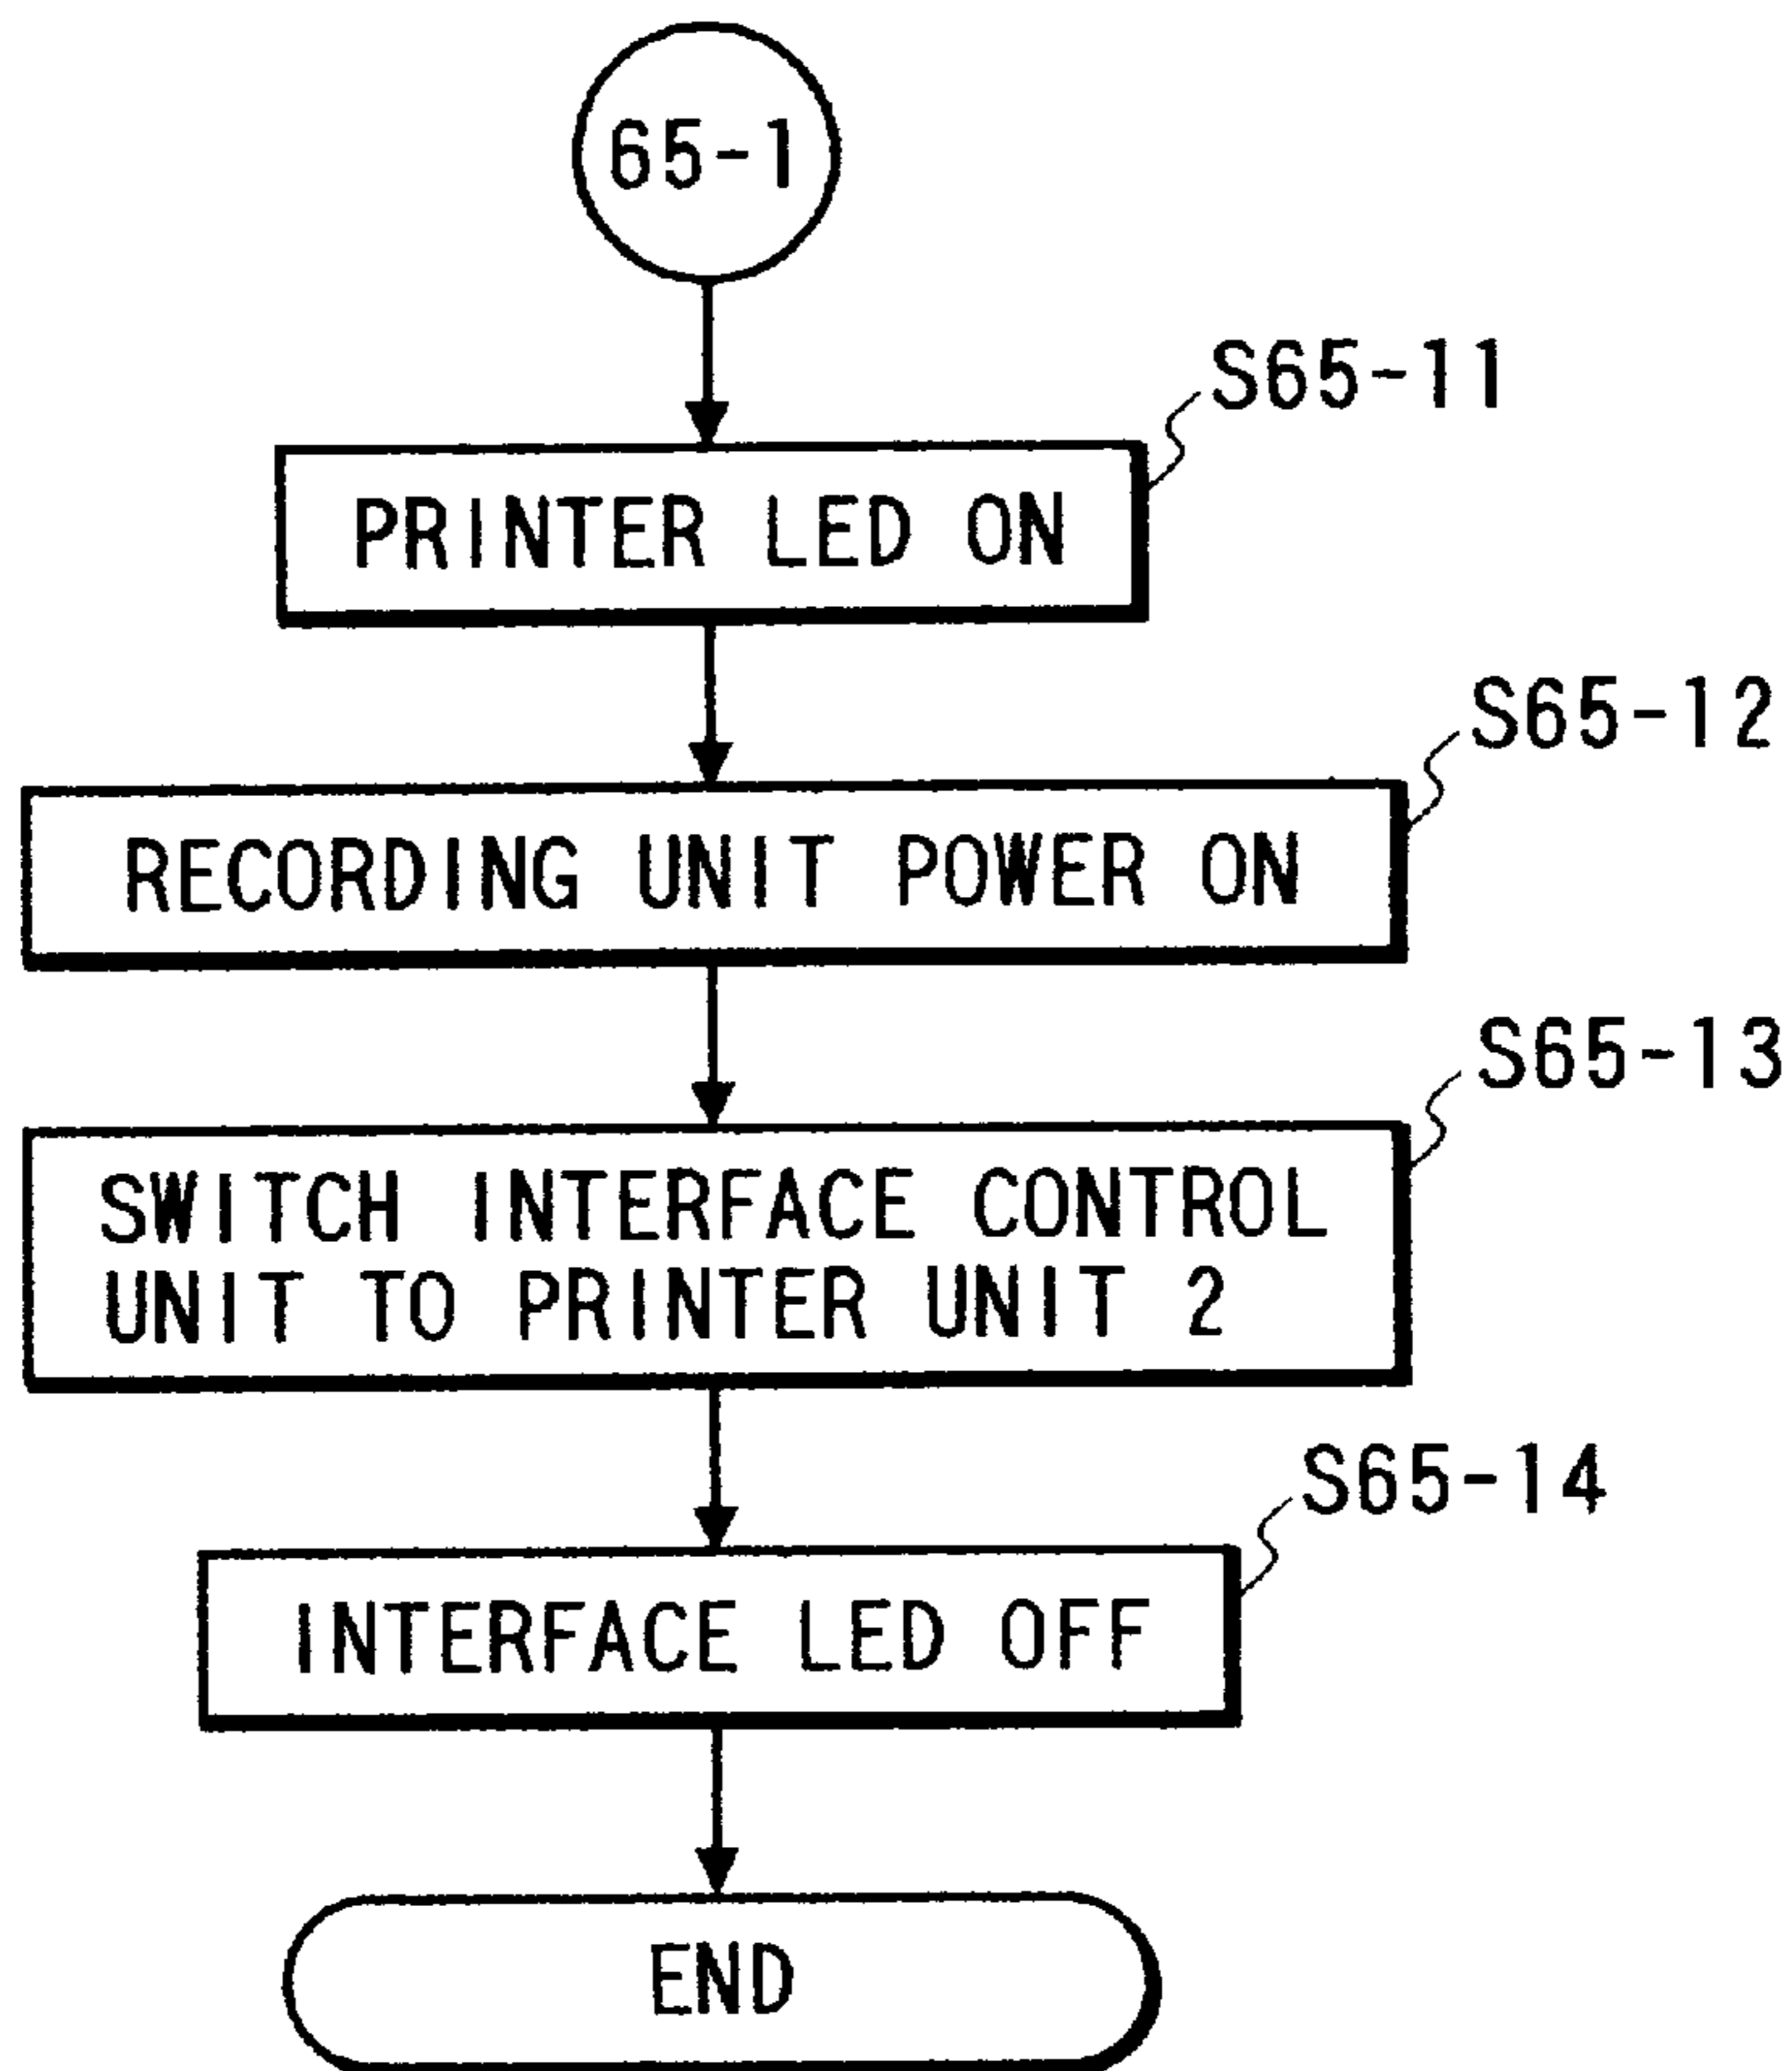 65-1
S65-11
PRINTER LED ON
S65-12
RECORDING UNIT POWER ON
S65-13
SWITCH INTERFACE CONTROL
UNIT TO PRINTER UNIT 2
S65-14
INTERFACE LED OFF
END